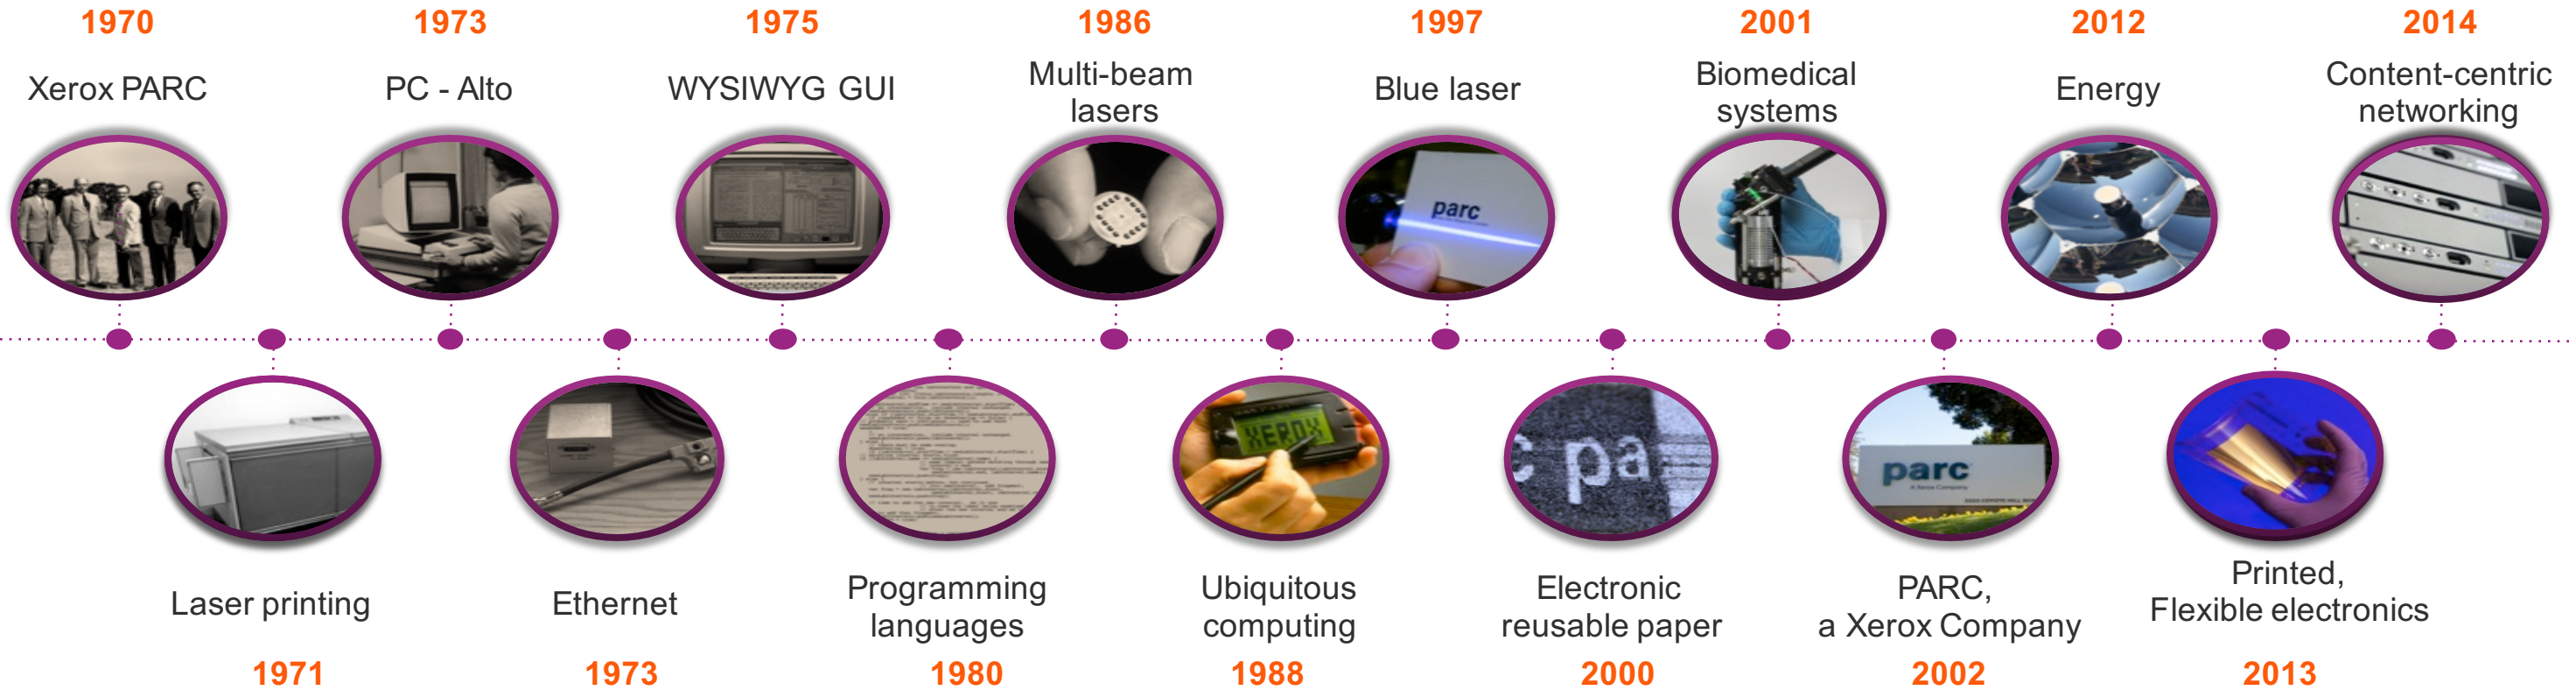 1970
1973
1975
1986
1997
2001
2012
2014
Xerox PARC
PC - Alto
WYSIWYG GUI
Multi-beam
lasers
Blue laser
Biomedical
systems
Energy
Content-centric
networking
parc
XEROX
c pa
parc
A Xerox Company
Laser printing
Ethernet
Programming
languages
Ubiquitous
computing
Electronic
reusable paper
PARC,
a Xerox Company
Printed,
Flexible electronics
1971
1973
1980
1988
2000
2002
2013